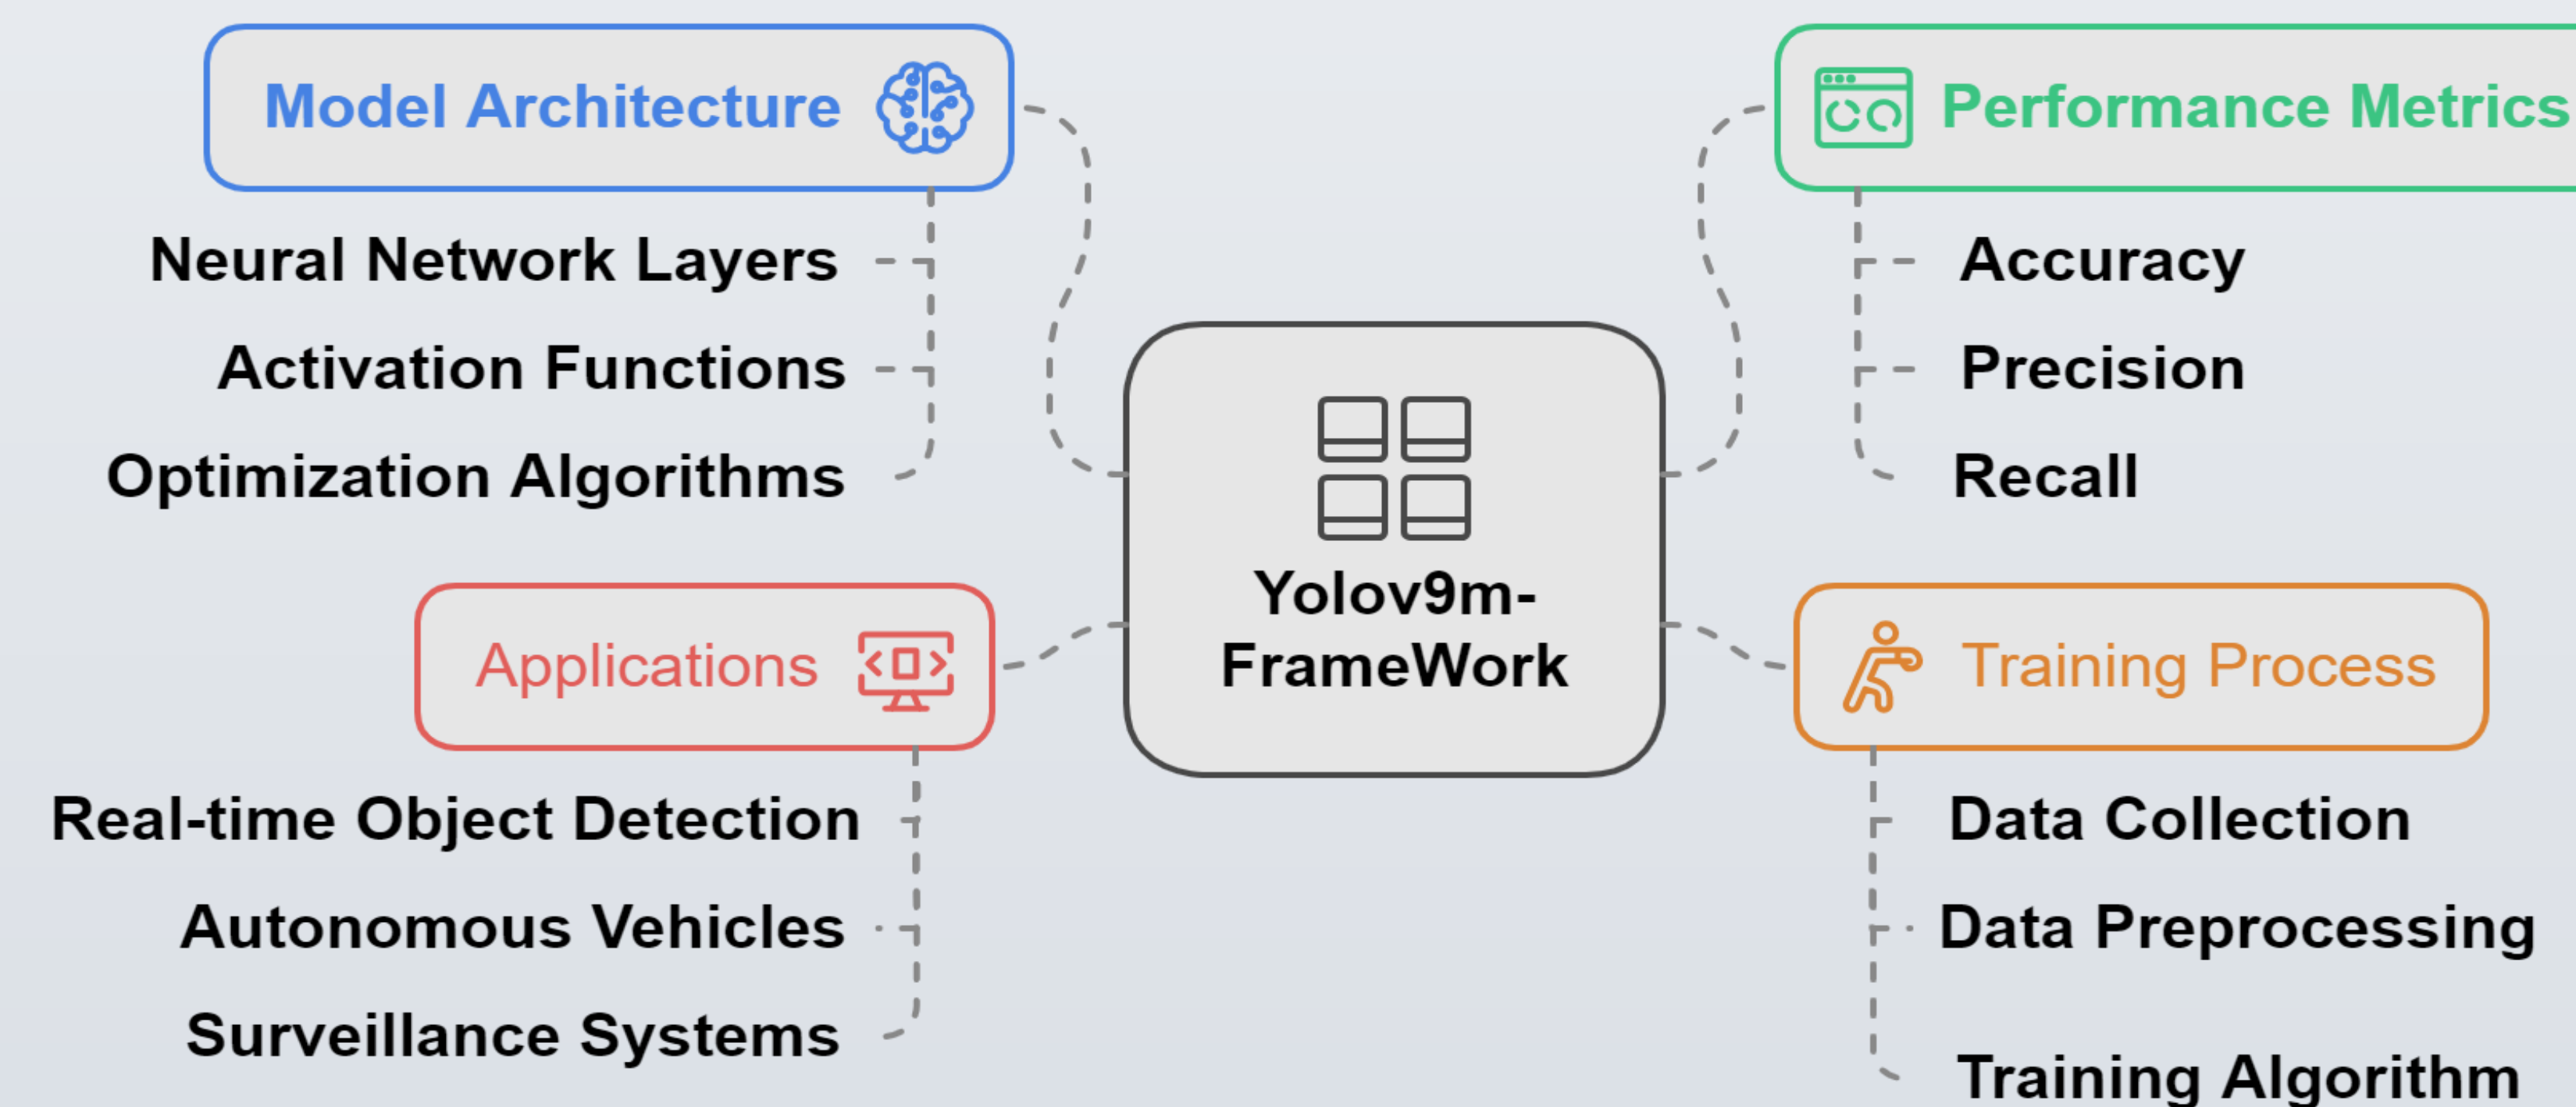 Model Architecture
Neural Network Layers
Activation Functions
Optimization Algorithms
Applications
Real-time Object Detection
Autonomous Vehicles
Surveillance Systems
Yolov9m-
FrameWork
Performance Metrics
Accuracy
Precision
Recall
Training Process
Data Collection
Data Preprocessing
Training Algorithm